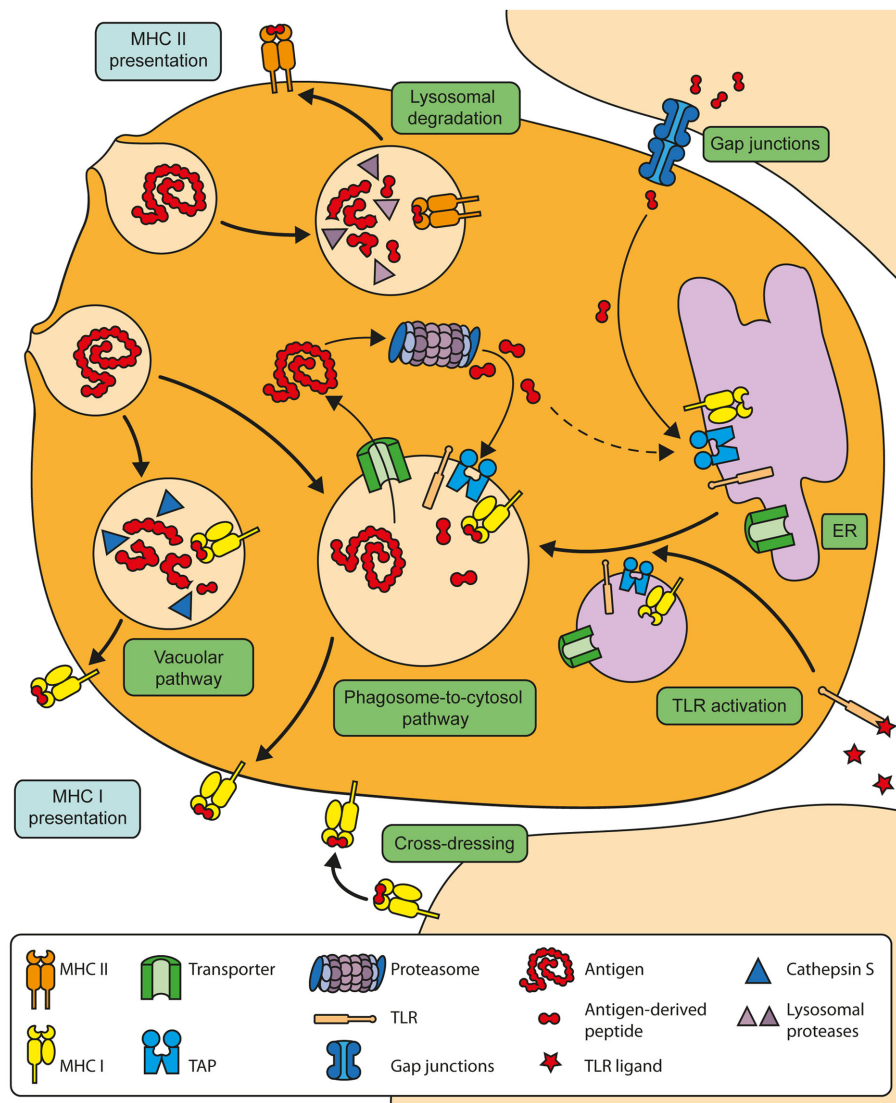 MHC II
presentation
Lysosomal
degradation
Gap junctions
ER
Vacuolar
pathway
Phagosome-to-cytosol
pathway
TLR activation
MHC I
presentation
Cross-dressing
MHC II
Transporter
Proteasome
Antigen
Cathepsin S
TLR
Antigen-derived
peptide
Lysosomal
proteases
MHC I
TAP
Gap junctions
TLR ligand